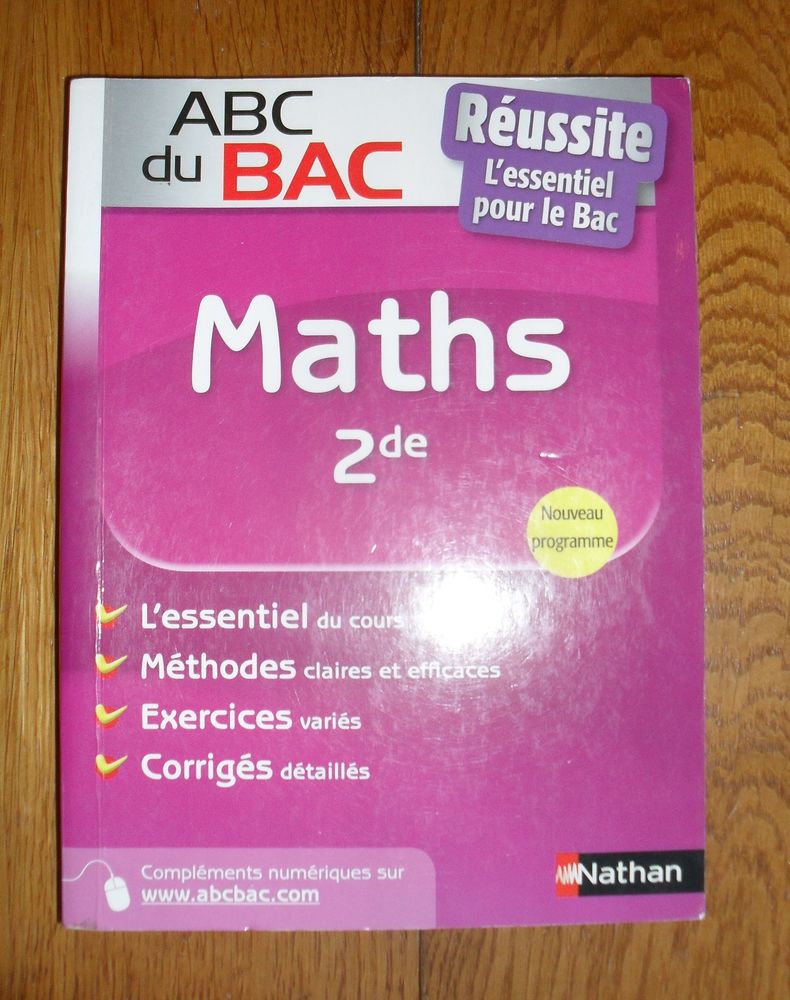 ABC
du BAC
Réussite
L'essentiel
pour le Bac
Maths
2de
Nouveau
programme
L'essentiel du cours
Méthodes claires et efficaces
Exercices variés
Corrigés détaillés
Compléments numériques sur
www.abcbac.com
Nathan